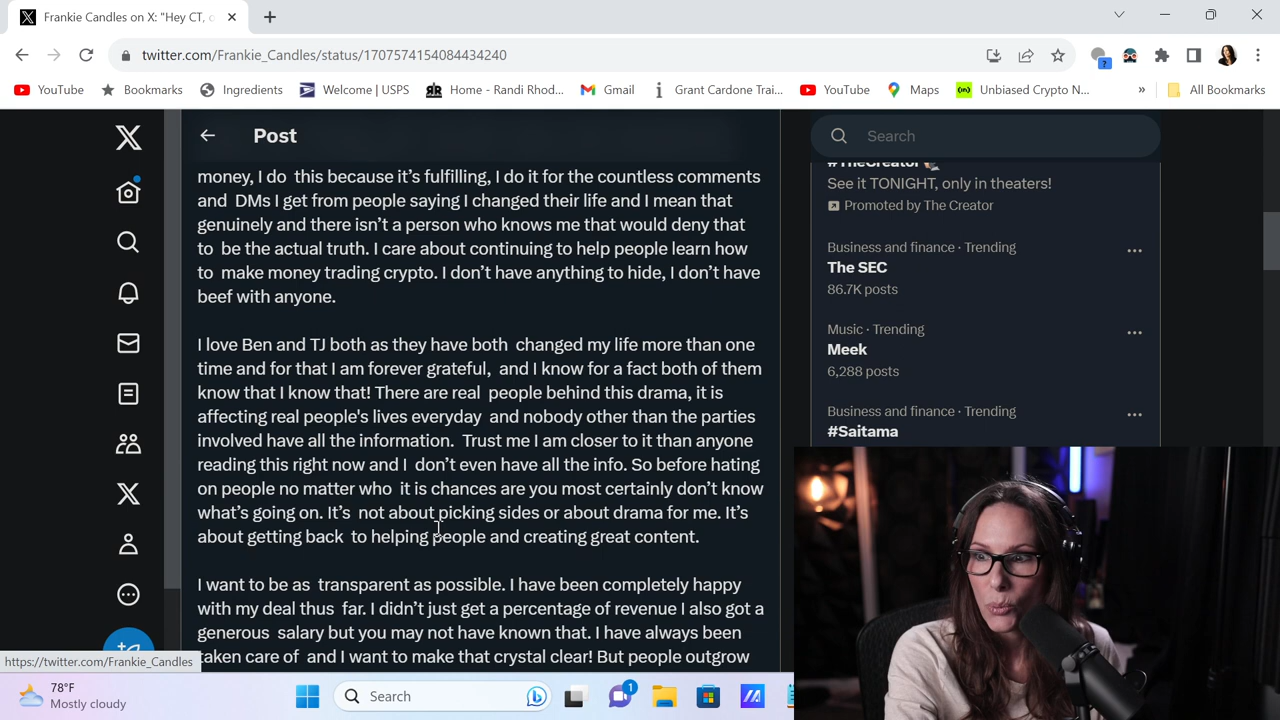 Frankie Candles on X: "Hey CT,
twitter.com/Frankie_Candles/status/1707574154084434240
?
YouTube
Bookmarks
Ingredients
Welcome | USPS
Home - Randi Rhod...
Gmail
Grant Cardone Trai...
YouTube
Maps
(in)
Unbiased Crypto N...
»
All Bookmarks
Post
Search
money, I do this because it’s fulfilling, I do it for the countless comments
and DMs I get from people saying I changed their life and I mean that
genuinely and there isn’t a person who knows me that would deny that
to be the actual truth. I care about continuing to help people learn how
to make money trading crypto. I don’t have anything to hide, I don’t have
beef with anyone.
I love Ben and TJ both as they have both changed my life more than one
time and for that I am forever grateful, and I know for a fact both of them
know that I know that! There are real people behind this drama, it is
affecting real people's lives everyday and nobody other than the parties
involved have all the information. Trust me I am closer to it than anyone
reading this right now and I don’t even have all the info. So before hating
on people no matter who it is chances are you most certainly don’t know
what’s going on. It’s not about picking sides or about drama for me. It’s
about getting back to helping people and creating great content.
I want to be as transparent as possible. I have been completely happy
with my deal thus far. I didn’t just get a percentage of revenue I also got a
generous salary but you may not have known that. I have always been
taken care of and I want to make that crystal clear! But people outgrow
#TheCreator
See it TONIGHT, only in theaters!
Promoted by The Creator
Business and finance · Trending
The SEC
86.7K posts
Music · Trending
Meek
6,288 posts
Business and finance · Trending
#Saitama
https://twitter.com/Frankie_Candles
78°F
Mostly cloudy
Search
1